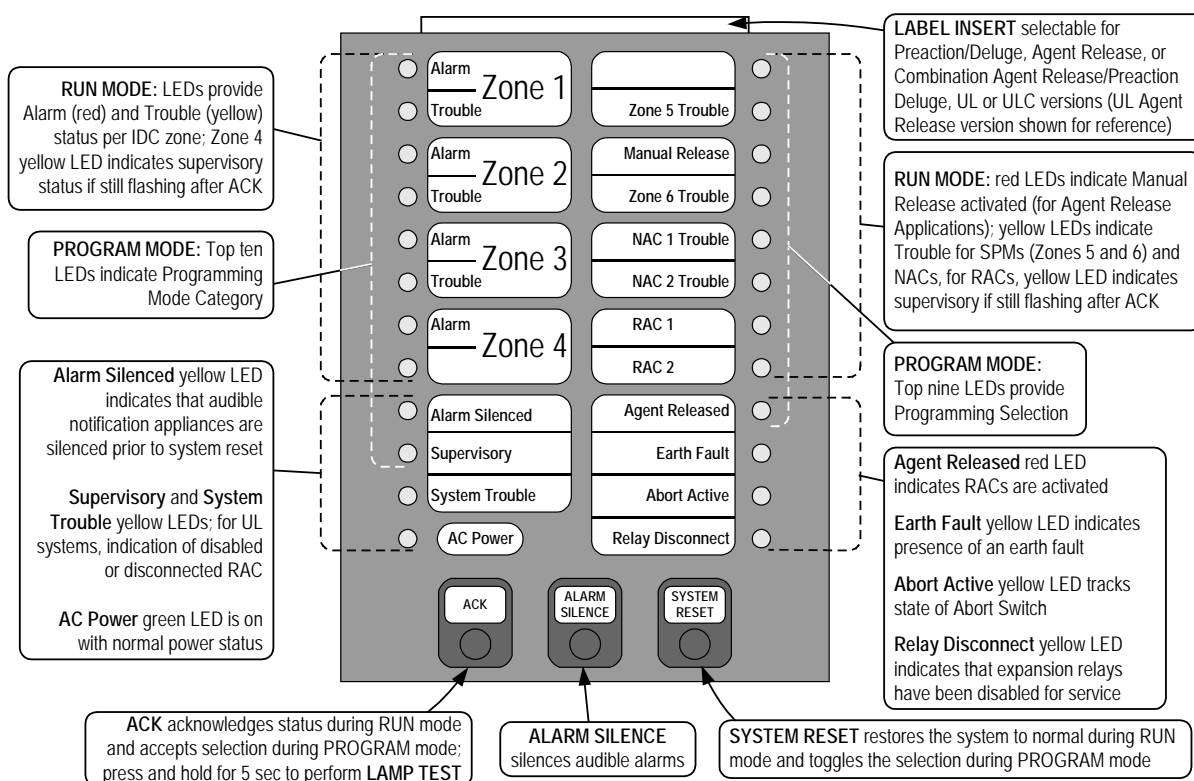 LABEL INSERT selectable for
Preaction/Deluge, Agent Release, or
Combination Agent Release/Preaction
Deluge, UL or ULC versions (UL Agent
Release version shown for reference)
RUN MODE: LEDs provide
Alarm (red) and Trouble (yellow)
status per IDC zone; Zone 4
yellow LED indicates supervisory
status if still flashing after ACK
PROGRAM MODE: Top ten
LEDs indicate Programming
Mode Category
Alarm Silenced yellow LED
indicates that audible
notification appliances are
silenced prior to system reset
Supervisory and System
Trouble yellow LEDs; for UL
systems, indication of disabled
or disconnected RAC
AC Power green LED is on
with normal power status
Alarm
Zone 1
Trouble
Alarm
Zone 2
Trouble
Alarm
Zone 3
Trouble
Alarm
Zone 4
Alarm Silenced
Supervisory
System Trouble
AC Power
Zone 5 Trouble
Manual Release
Zone 6 Trouble
NAC 1 Trouble
NAC 2 Trouble
RAC 1
RAC 2
Agent Released
Earth Fault
Abort Active
Relay Disconnect
ACK
ALARM
SILENCE
SYSTEM
RESET
RUN MODE: red LEDs indicate Manual
Release activated (for Agent Release
Applications); yellow LEDs indicate
Trouble for SPMs (Zones 5 and 6) and
NACs, for RACs, yellow LED indicates
supervisory if still flashing after ACK
PROGRAM MODE:
Top nine LEDs provide
Programming Selection
Agent Released red LED
indicates RACs are activated
Earth Fault yellow LED indicates
presence of an earth fault
Abort Active yellow LED tracks
state of Abort Switch
Relay Disconnect yellow LED
indicates that expansion relays
have been disabled for service
ACK acknowledges status during RUN mode
and accepts selection during PROGRAM mode;
press and hold for 5 sec to perform LAMP TEST
ALARM SILENCE
silences audible alarms
SYSTEM RESET restores the system to normal during RUN
mode and toggles the selection during PROGRAM mode